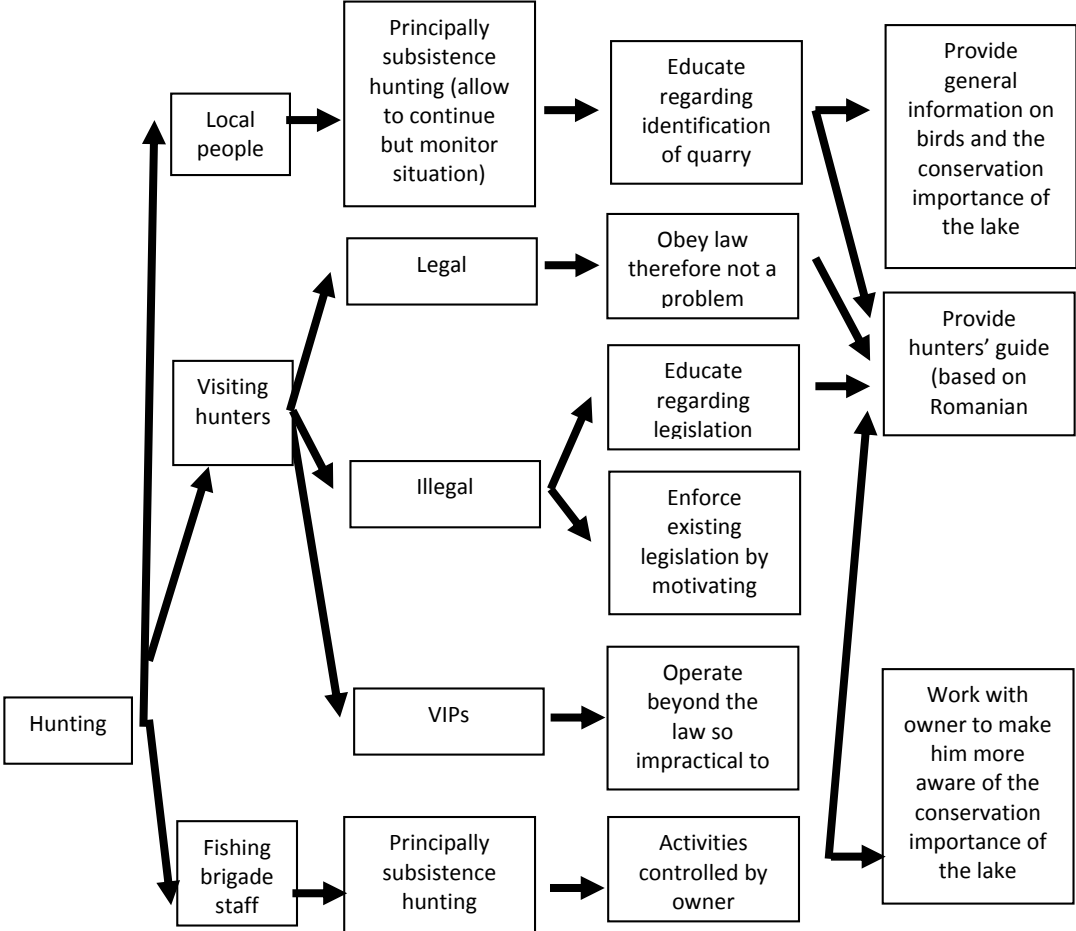 Principally
subsistence
hunting (allow
to continue
but monitor
situation)
Educate
regarding
identification
of quarry
Provide
general
information on
birds and the
conservation
importance of
the lake
Local
people
Legal
Obey law
therefore not a
problem
Provide
hunters’ guide
(based on
Romanian
Visiting
hunters
Educate
regarding
legislation
Illegal
Enforce
existing
legislation by
motivating
VIPs
Operate
beyond the
law so
impractical to
Work with
owner to make
him more
aware of the
conservation
importance of
the lake
Hunting
Fishing
brigade
staff
Principally
subsistence
hunting
Activities
controlled by
owner